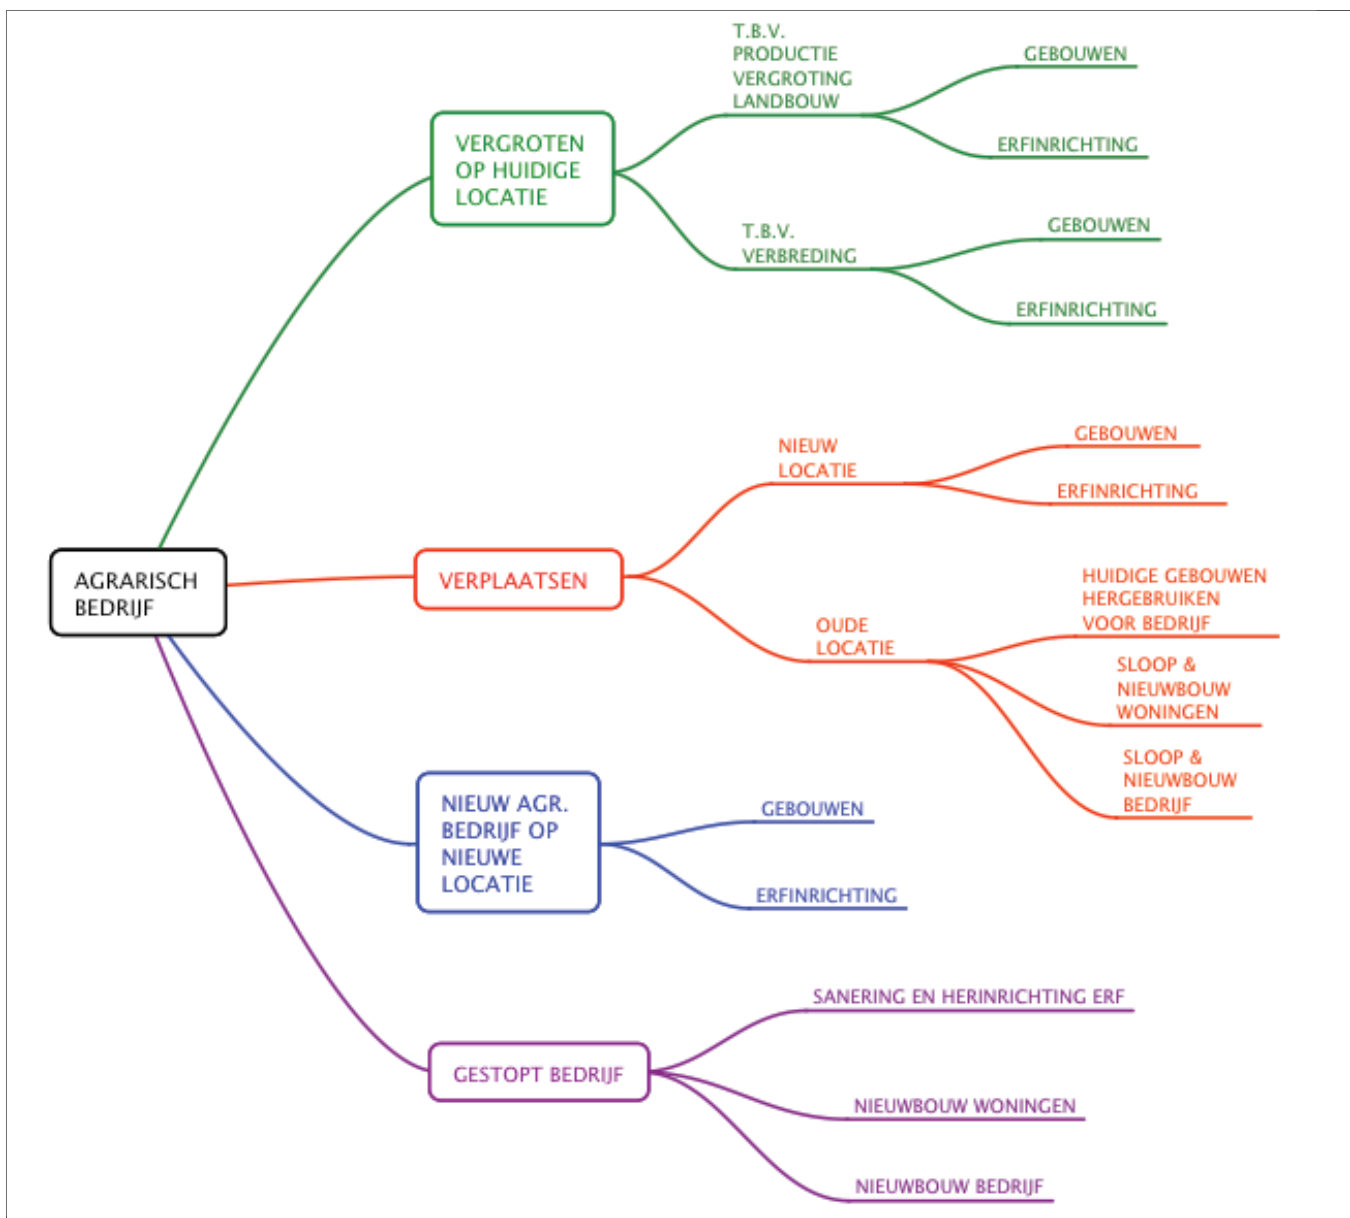 T.B.V.
PRODUCTIE
VERGROTING
LANDBOUW
GEBOUWEN
ERFINRICHTING
VERGROTEN
OP HUIDIGE
LOCATIE
T.B.V.
VERBREDING
GEBOUWEN
ERFINRICHTING
AGRARISCH
BEDRIJF
VERPLAATSEN
NIEUW
LOCATIE
GEBOUWEN
ERFINRICHTING
OUDE
LOCATIE
HUIDIGE GEBOUWEN
HERGEBRUIKEN
VOOR BEDRIJF
SLOOP &
NIEUWBOUW
WONINGEN
SLOOP &
NIEUWBOUW
BEDRIJF
NIEUW AGR.
BEDRIJF OP
NIEUWE
LOCATIE
GEBOUWEN
ERFINRICHTING
GESTOPT BEDRIJF
SANERING EN HERINRICHTING ERF
NIEUWBOUW WONINGEN
NIEUWBOUW BEDRIJF